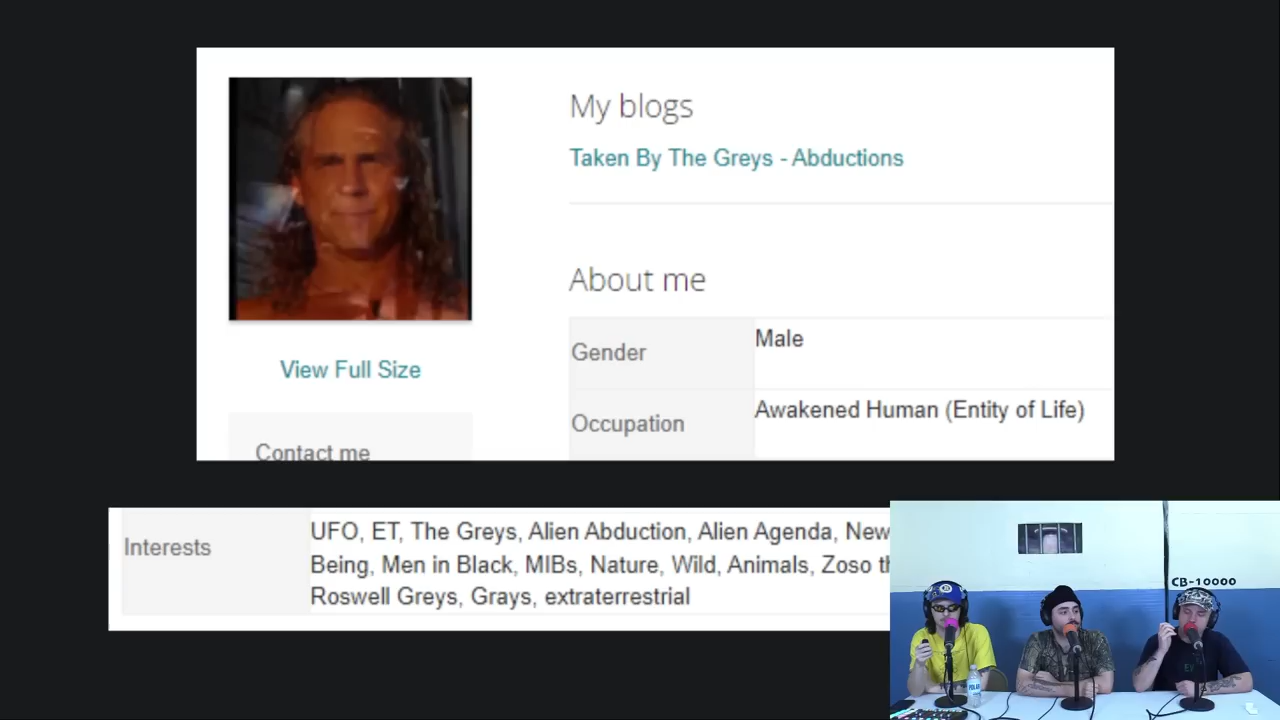 My blogs
Taken By The Greys - Abductions
About me
Gender
Male
Occupation
Awakened Human (Entity of Life)
View Full Size
Contact me
Interests
UFO, ET, The Greys, Alien Abduction, Alien Agenda, New
Being, Men in Black, MIBs, Nature, Wild, Animals, Zoso
Roswell Greys, Grays, extraterrestrial
CB-10000
POLAR